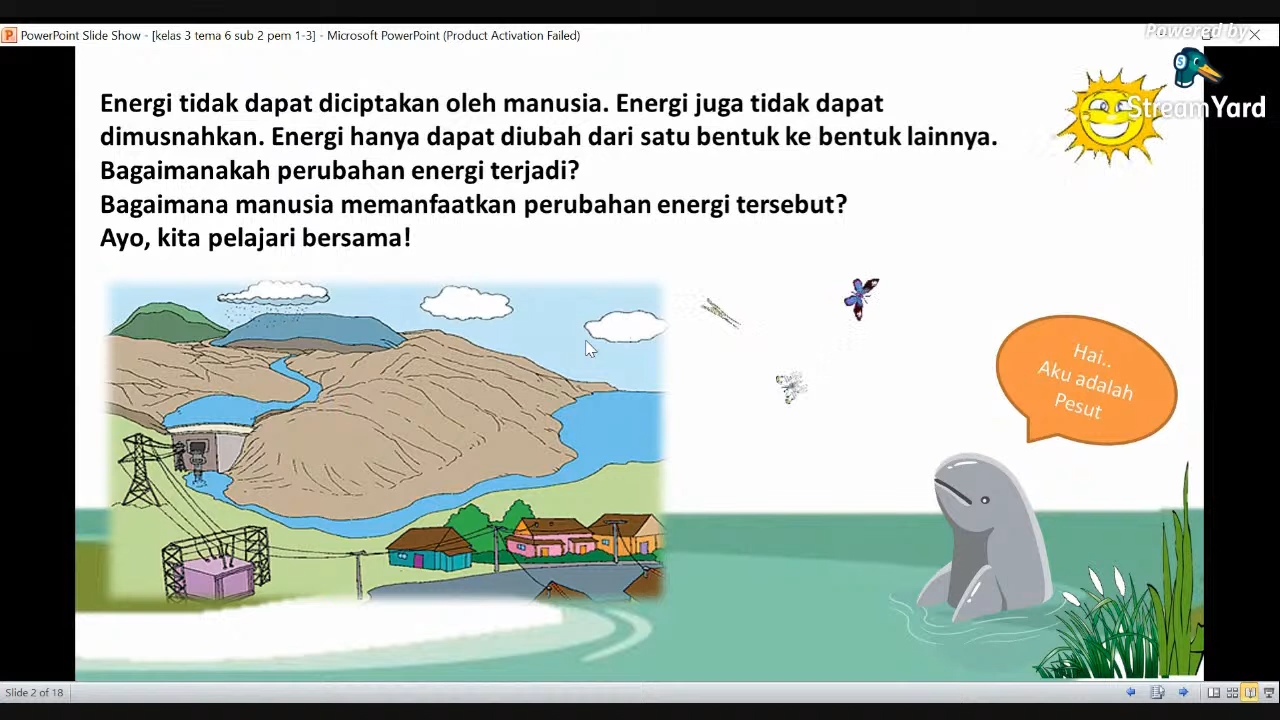 PowerPoint Slide Show - [kelas 3 tema 6 sub 2 pem 1-3] - Microsoft PowerPoint (Product Activation Failed)
Powered by
StreamYard
Energi tidak dapat diciptakan oleh manusia. Energi juga tidak dapat
dimusnahkan. Energi hanya dapat diubah dari satu bentuk ke bentuk lainnya.
Bagaimanakah perubahan energi terjadi?
Bagaimana manusia memanfaatkan perubahan energi tersebut?
Ayo, kita pelajari bersama!
Hai..
Aku adalah
Pesut
Slide 2 of 18